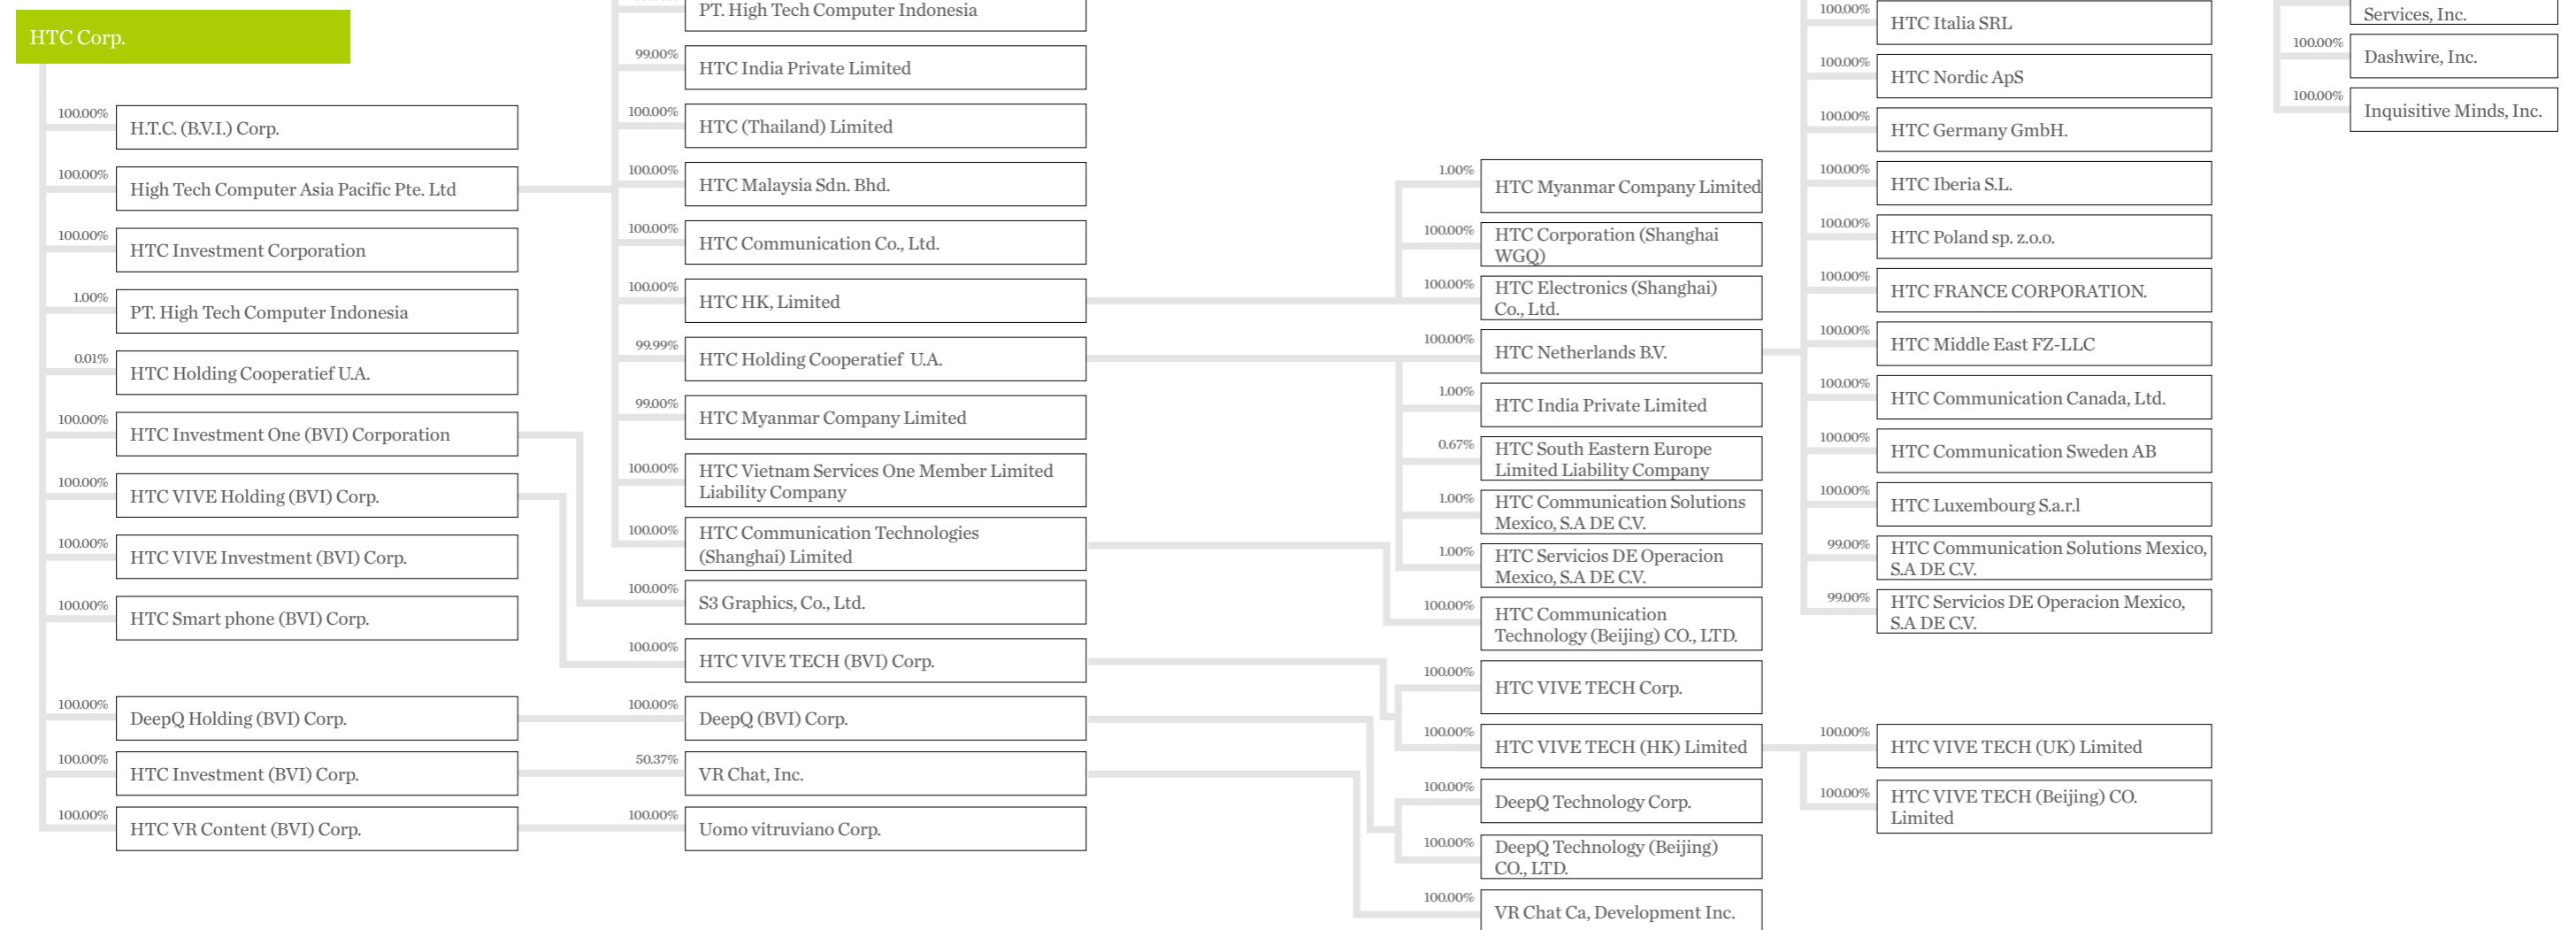 HTC Corp.
100.00%
H.T.C. (B.V.I.) Corp.
100.00%
High Tech Computer Asia Pacific Pte. Ltd
100.00%
HTC Investment Corporation
1.00%
PT. High Tech Computer Indonesia
0.01%
HTC Holding Cooperatief U.A.
100.00%
HTC Investment One (BVI) Corporation
100.00%
HTC VIVE Holding (BVI) Corp.
100.00%
HTC VIVE Investment (BVI) Corp.
100.00%
HTC Smart phone (BVI) Corp.
100.00%
DeepQ Holding (BVI) Corp.
100.00%
HTC Investment (BVI) Corp.
100.00%
HTC VR Content (BVI) Corp.
PT. High Tech Computer Indonesia
99.00%
HTC India Private Limited
100.00%
HTC (Thailand) Limited
100.00%
HTC Malaysia Sdn. Bhd.
100.00%
HTC Communication Co., Ltd.
100.00%
HTC HK, Limited
99.99%
HTC Holding Cooperatief U.A.
99.00%
HTC Myanmar Company Limited
100.00%
HTC Vietnam Services One Member Limited
Liability Company
100.00%
HTC Communication Technologies
(Shanghai) Limited
100.00%
S3 Graphics, Co., Ltd.
100.00%
HTC VIVE TECH (BVI) Corp.
100.00%
DeepQ (BVI) Corp.
50.37%
VR Chat, Inc.
100.00%
Uomo vitruviano Corp.
1.00%
HTC Myanmar Company Limited
100.00%
HTC Corporation (Shanghai
WGQ)
100.00%
HTC Electronics (Shanghai)
Co., Ltd.
100.00%
HTC Netherlands B.V.
1.00%
HTC India Private Limited
0.67%
HTC South Eastern Europe
Limited Liability Company
1.00%
HTC Communication Solutions
Mexico, S.A DE C.V.
1.00%
HTC Servicios DE Operacion
Mexico, S.A DE C.V.
100.00%
HTC Communication
Technology (Beijing) CO., LTD.
100.00%
HTC VIVE TECH Corp.
100.00%
HTC VIVE TECH (HK) Limited
100.00%
DeepQ Technology Corp.
100.00%
DeepQ Technology (Beijing)
CO., LTD.
100.00%
VR Chat Ca, Development Inc.
100.00%
HTC Italia SRL
100.00%
HTC Nordic ApS
100.00%
HTC Germany GmbH.
100.00%
HTC Iberia S.L.
100.00%
HTC Poland sp. z.o.o.
100.00%
HTC FRANCE CORPORATION.
100.00%
HTC Middle East FZ-LLC
100.00%
HTC Communication Canada, Ltd.
100.00%
HTC Communication Sweden AB
100.00%
HTC Luxembourg S.a.r.l
99.00%
HTC Communication Solutions Mexico,
S.A DE C.V.
99.00%
HTC Servicios DE Operacion Mexico,
S.A DE C.V.
100.00%
HTC VIVE TECH (UK) Limited
100.00%
HTC VIVE TECH (Beijing) CO.
Limited
Services, Inc.
100.00%
Dashwire, Inc.
100.00%
Inquisitive Minds, Inc.